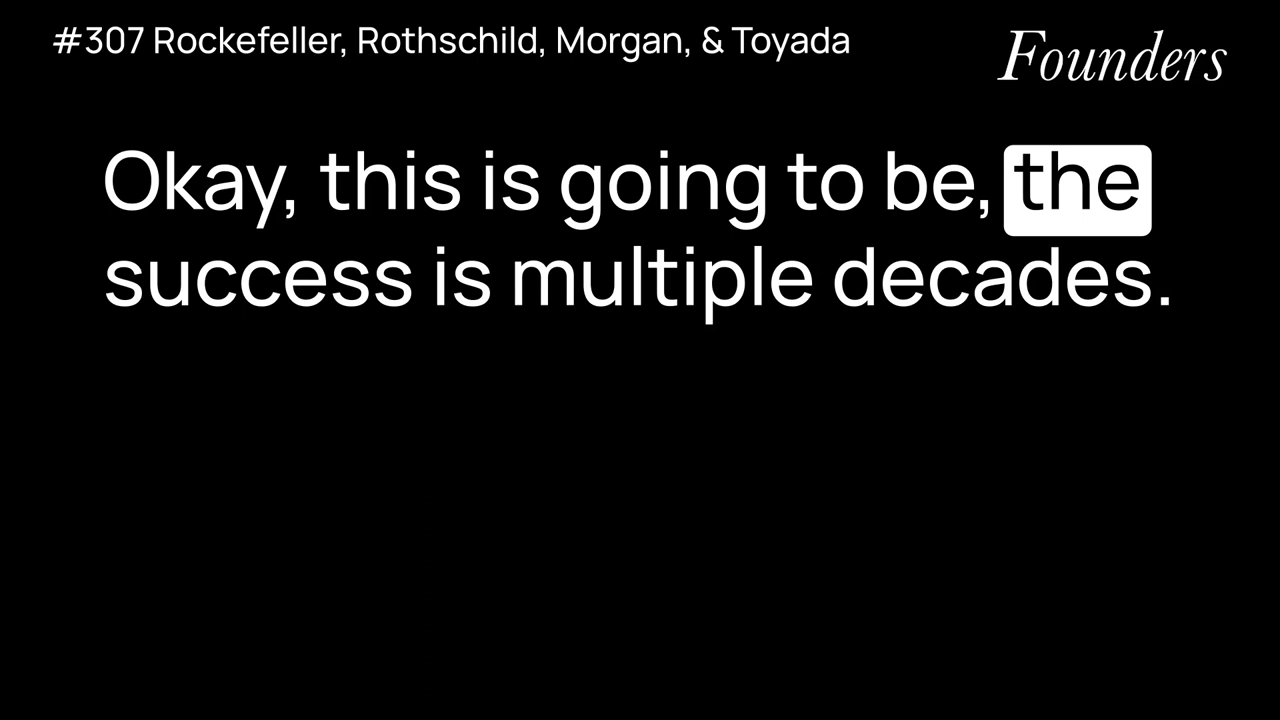 #307 Rockefeller, Rothschild, Morgan, & Toyada
Founders
Okay, this is going to be, the
success is multiple decades.